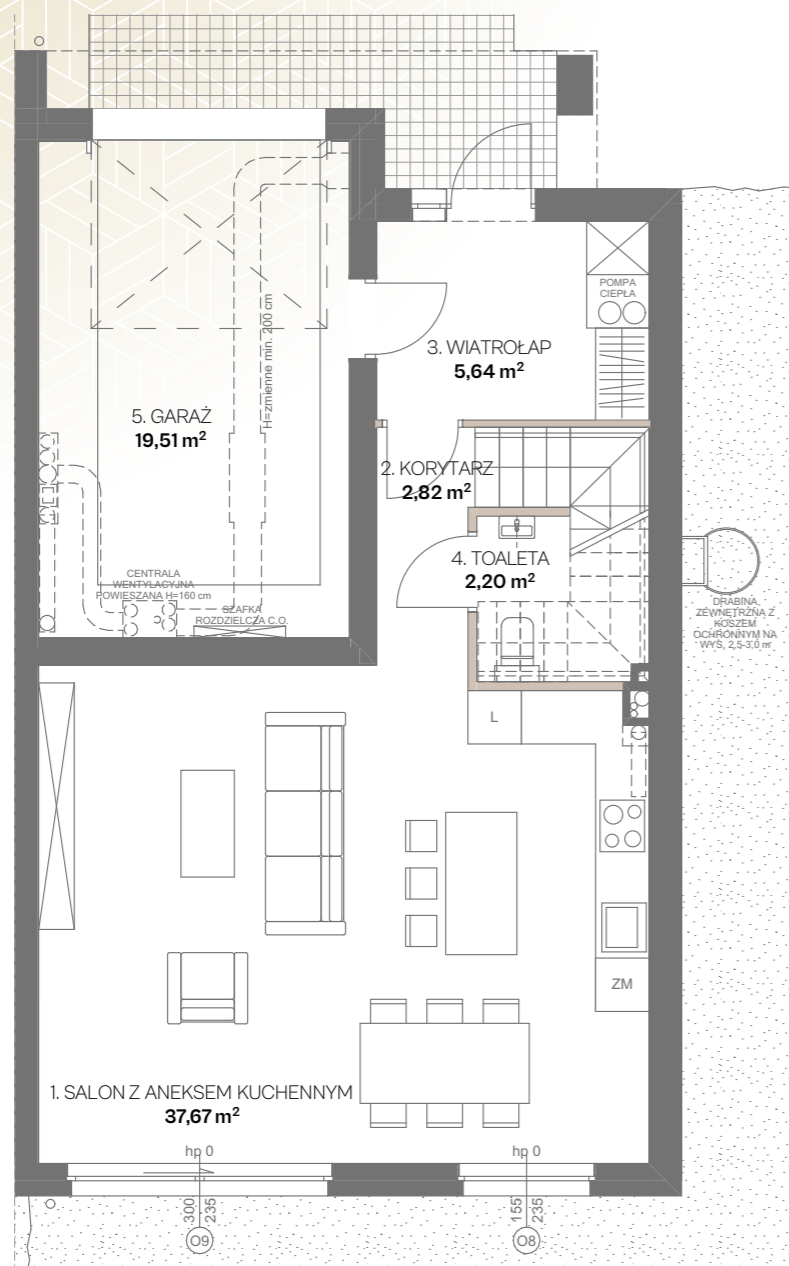 POMPA
CIEPŁA
H=zmienne min. 200 cm
3. WIATROŁAP
5,64 m²
5. GARAŻ
19,51 m²
2. KORYTARZ
2,82 m²
4. TOALETA
2,20 m²
CENTRALA
WENTYLACYJNA
POWIESZANA H=160 cm
SZAFKA
ROZDZIELCZA C.O.
DRABINA
ZEWNĘTRZNA Z
KOSZEM
OCHRONNYM NA
WYS. 2,5-3,0 m
L
ZM
1. SALON Z ANEKSEM KUCHENNYM
37,67 m²
hp 0
hp 0
300
235
155
235
O9
O8